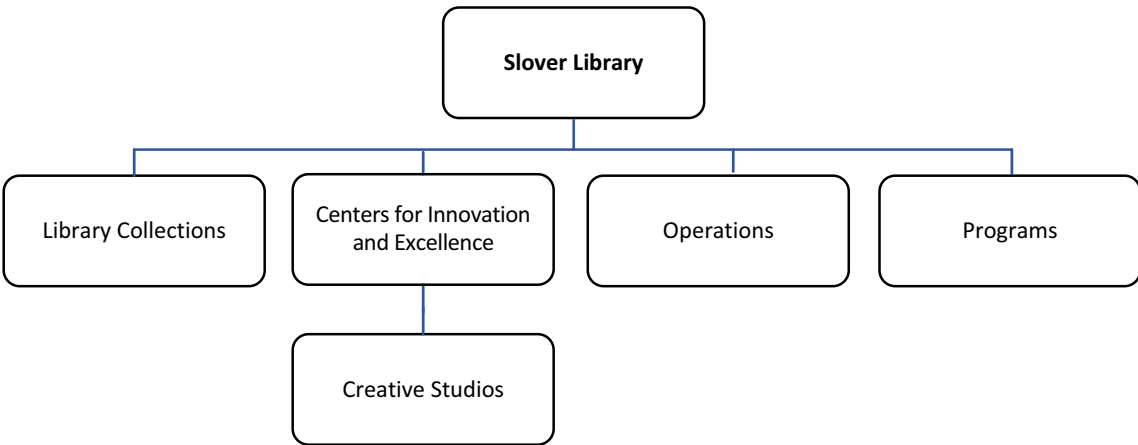 Slover Library
Library Collections
Centers for Innovation
and Excellence
Operations
Programs
Creative Studios